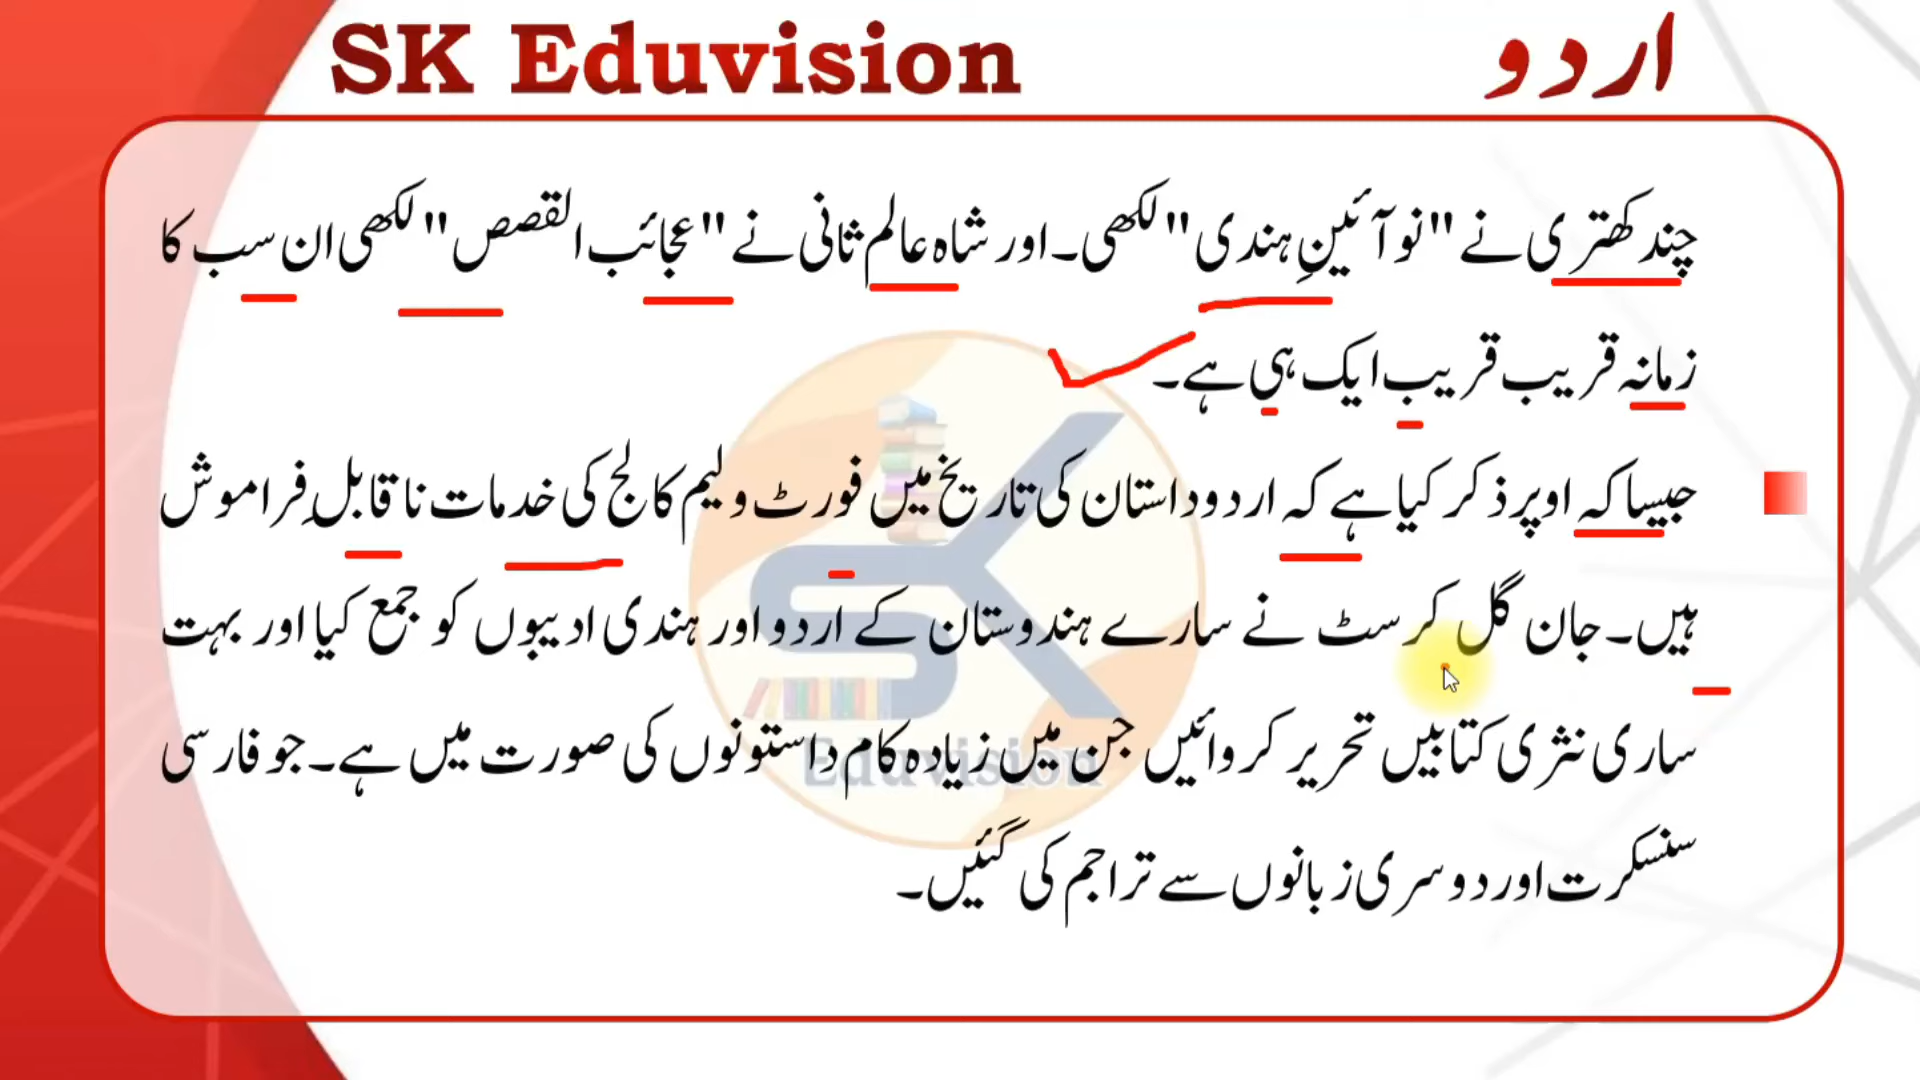 SK Eduvision
اردو
چند کھتری نے "نو آئینِ ہندی" لکھی۔ اور شاہ عالم ثانی نے "عجائب القصص" لکھی ان سب کا
زمانہ قریب قریب ایک ہی ہے۔
جیسا کہ اوپر ذکر کیا ہے کہ اردو داستان کی تاریخ میں فورٹ ولیم کالج کی خدمات ناقابلِ فراموش
ہیں۔ جان گل کرسٹ نے سارے ہندوستان کے اردو اور ہندی ادیبوں کو جمع کیا اور بہت
ساری نثری کتابیں تحریر کروائیں جن میں زیادہ کام داستونوں کی صورت میں ہے۔ جو فارسی
سنسکرت اور دوسری زبانوں سے تراجم کی گئیں۔
SK
Eduvision